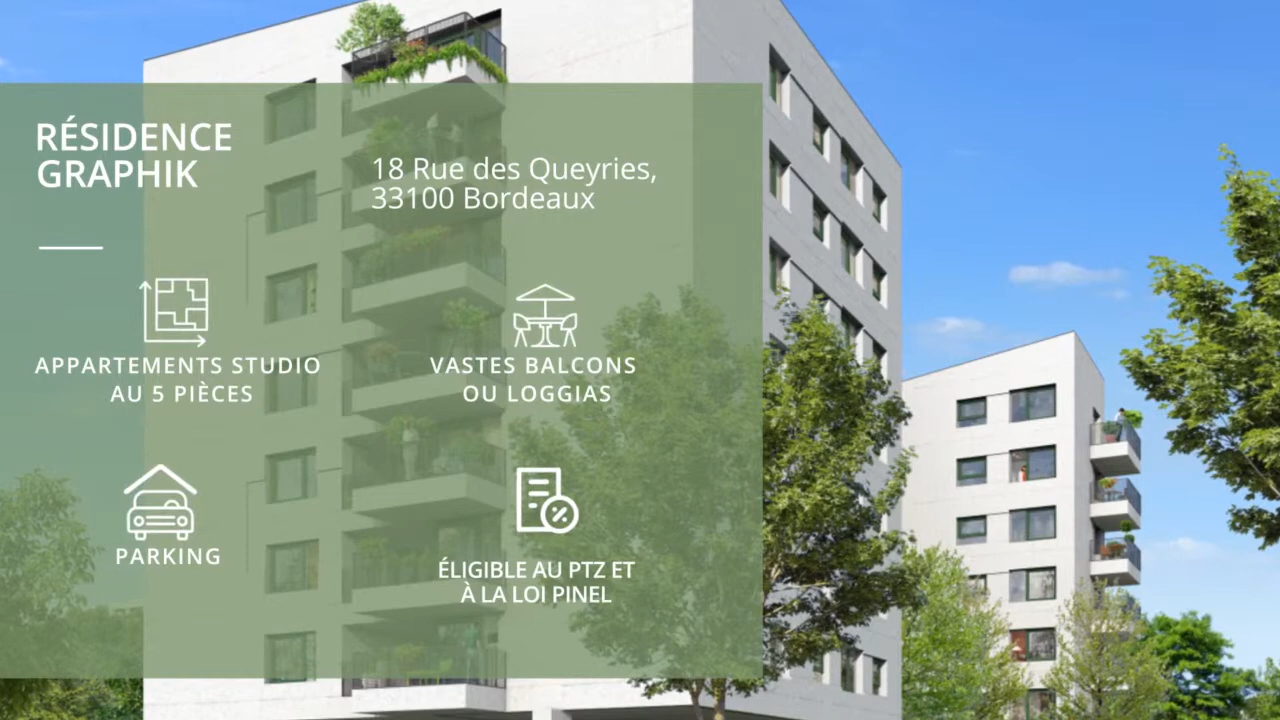 RÉSIDENCE
GRAPHIK
18 Rue des Queyries,
33100 Bordeaux
APPARTEMENTS STUDIO
AU 5 PIÈCES
VASTES BALCONS
OU LOGGIAS
PARKING
ÉLIGIBLE AU PTZ ET
À LA LOI PINEL